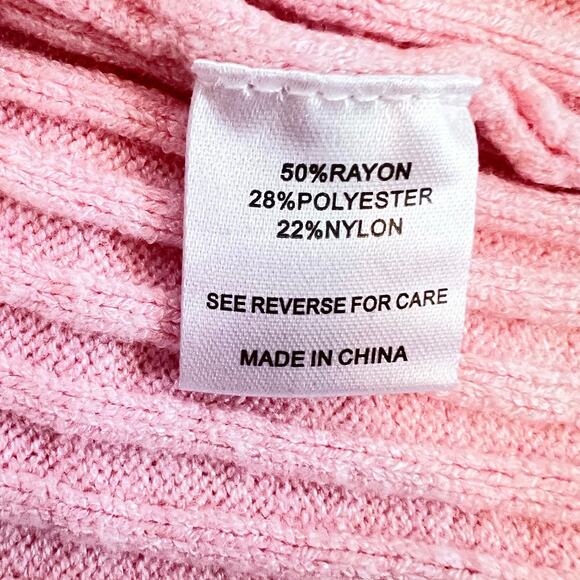 50%RAYON
28%POLYESTER
22%NYLON
SEE REVERSE FOR CARE
MADE IN CHINA